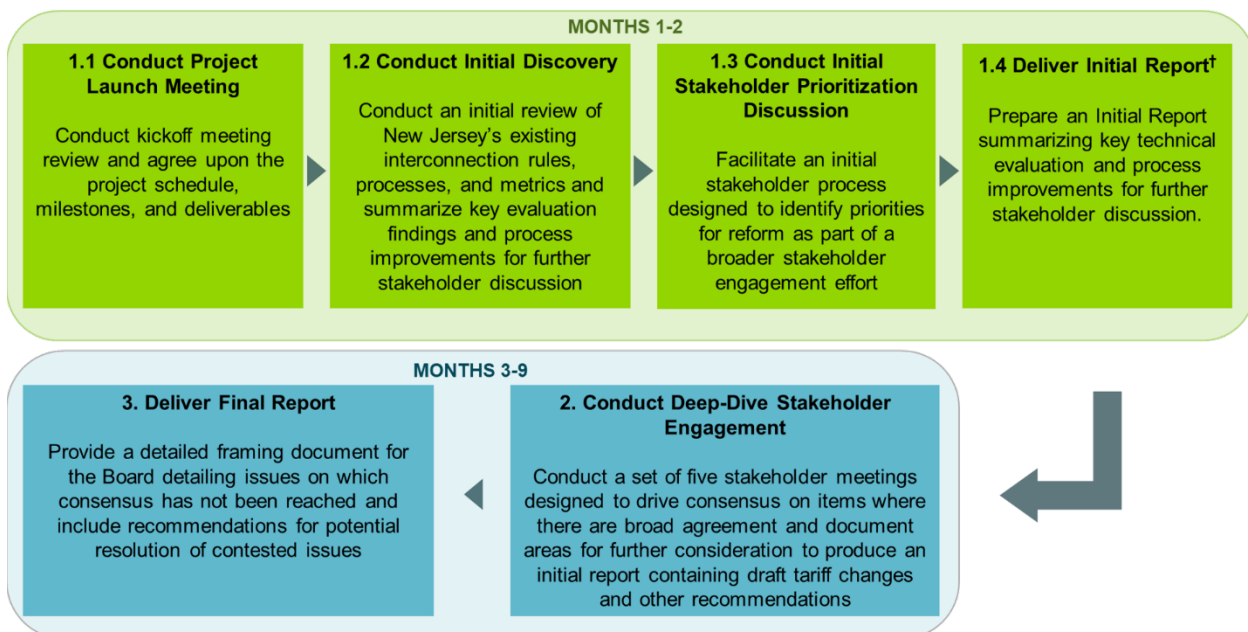 MONTHS 1-2
1.1 Conduct Project
Launch Meeting
Conduct kickoff meeting
review and agree upon the
project schedule,
milestones, and deliverables
1.2 Conduct Initial Discovery
Conduct an initial review of
New Jersey’s existing
interconnection rules,
processes, and metrics and
summarize key evaluation
findings and process
improvements for further
stakeholder discussion
1.3 Conduct Initial
Stakeholder Prioritization
Discussion
Facilitate an initial
stakeholder process
designed to identify priorities
for reform as part of a
broader stakeholder
engagement effort
1.4 Deliver Initial Report†
Prepare an Initial Report
summarizing key technical
evaluation and process
improvements for further
stakeholder discussion.
MONTHS 3-9
2. Conduct Deep-Dive Stakeholder
Engagement
Conduct a set of five stakeholder meetings
designed to drive consensus on items where
there are broad agreement and document
areas for further consideration to produce an
initial report containing draft tariff changes
and other recommendations
3. Deliver Final Report
Provide a detailed framing document for
the Board detailing issues on which
consensus has not been reached and
include recommendations for potential
resolution of contested issues